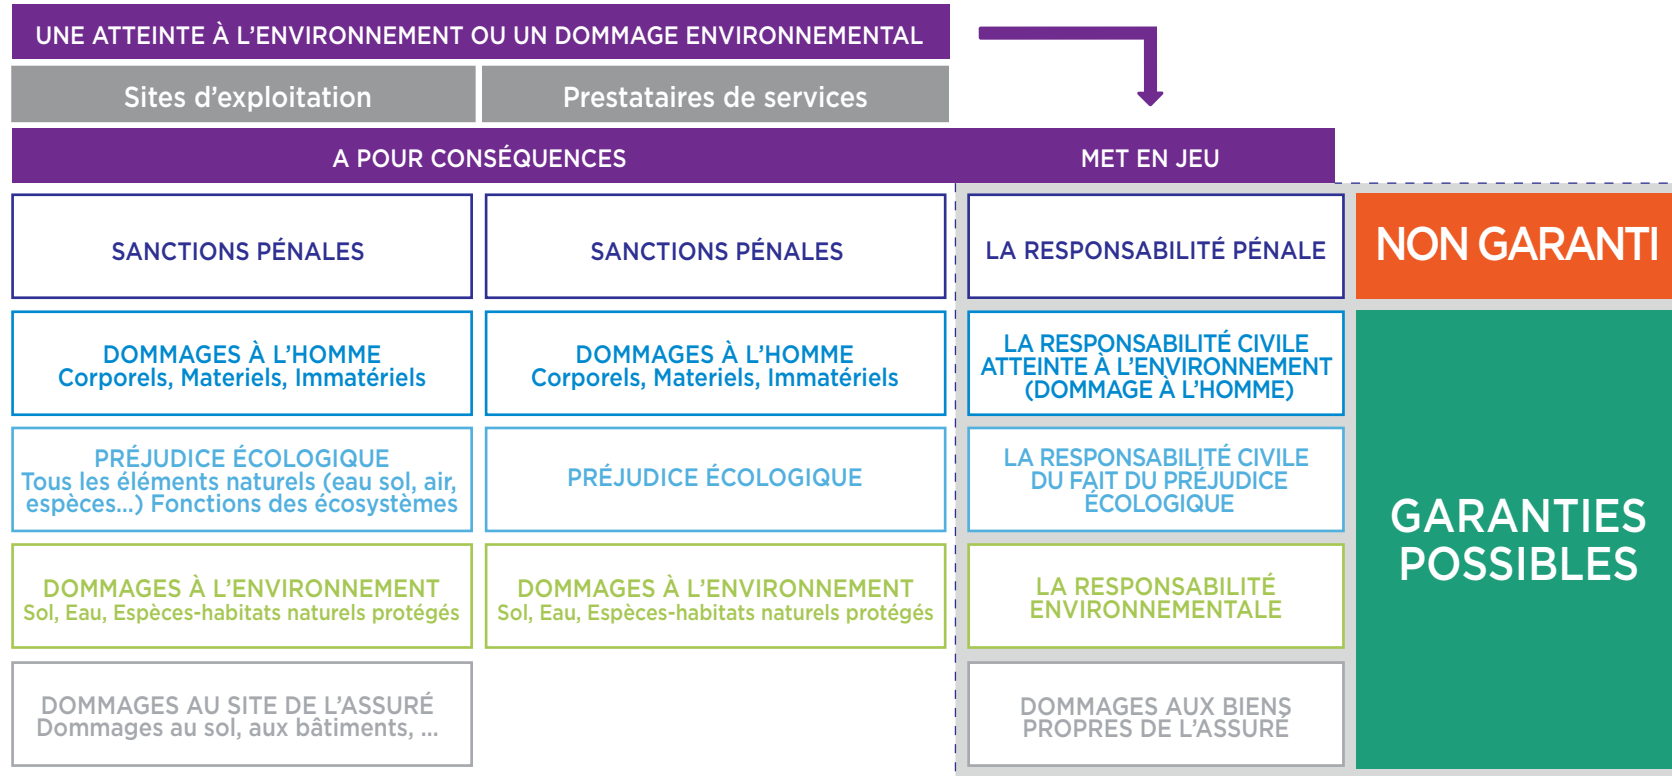 UNE ATTEINTE À L'ENVIRONNEMENT OU UN DOMMAGE ENVIRONNEMENTAL
Sites d'exploitation
Prestataires de services
A POUR CONSÉQUENCES
MET EN JEU
SANCTIONS PÉNALES
SANCTIONS PÉNALES
LA RESPONSABILITÉ PÉNALE
NON GARANTI
DOMMAGES À L'HOMME
Corporels, Materiels, Immatériels
DOMMAGES À L'HOMME
Corporels, Materiels, Immatériels
LA RESPONSABILITÉ CIVILE
ATTEINTE À L'ENVIRONNEMENT
(DOMMAGE À L'HOMME)
PRÉJUDICE ÉCOLOGIQUE
Tous les éléments naturels (eau sol, air,
espèces...) Fonctions des écosystèmes
PRÉJUDICE ÉCOLOGIQUE
LA RESPONSABILITÉ CIVILE
DU FAIT DU PRÉJUDICE
ÉCOLOGIQUE
GARANTIES
POSSIBLES
DOMMAGES À L'ENVIRONNEMENT
Sol, Eau, Espèces-habitats naturels protégés
DOMMAGES À L'ENVIRONNEMENT
Sol, Eau, Espèces-habitats naturels protégés
LA RESPONSABILITÉ
ENVIRONNEMENTALE
DOMMAGES AU SITE DE L'ASSURÉ
Dommages au sol, aux bâtiments, ...
DOMMAGES AUX BIENS
PROPRES DE L'ASSURÉ